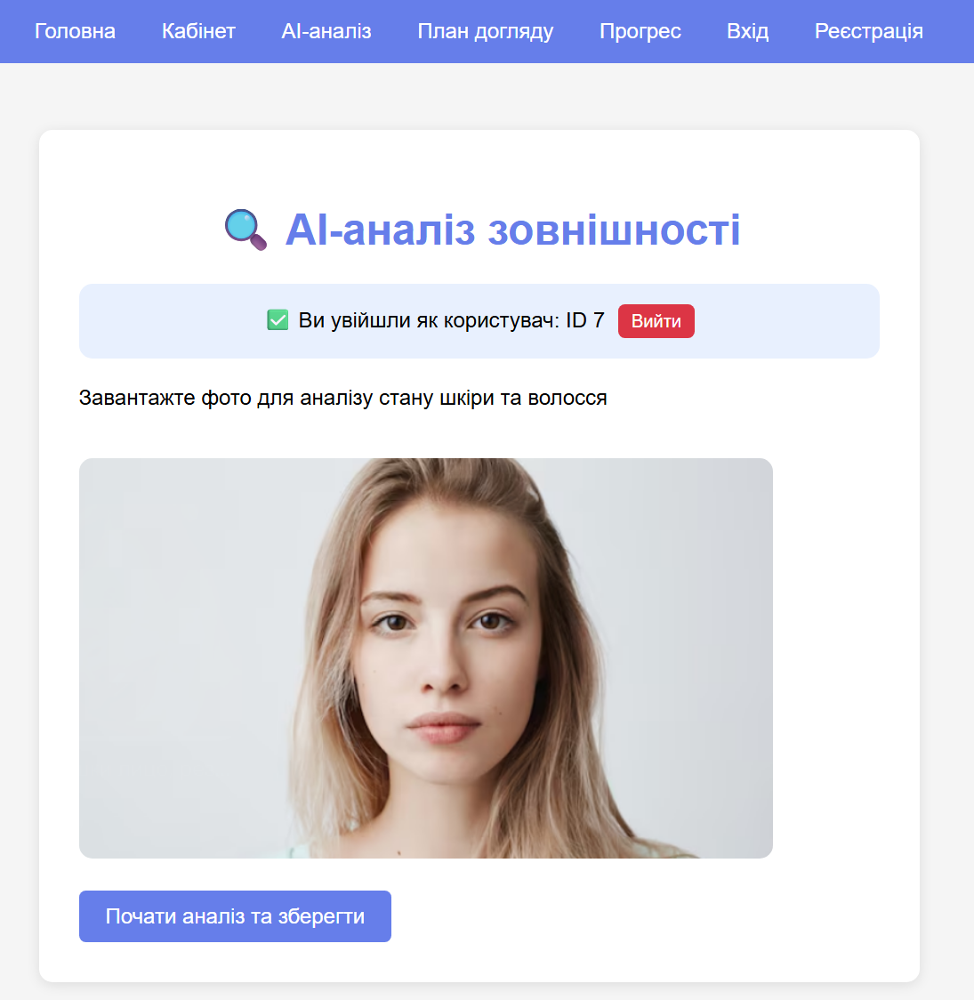 Головна Кабінет AI-аналіз План догляду Прогрес Вхід Реєстрація
AI-аналіз зовнішності
Ви увійшли як користувач: ID 7 Вийти
Завантажте фото для аналізу стану шкіри та волосся
Почати аналіз та зберегти